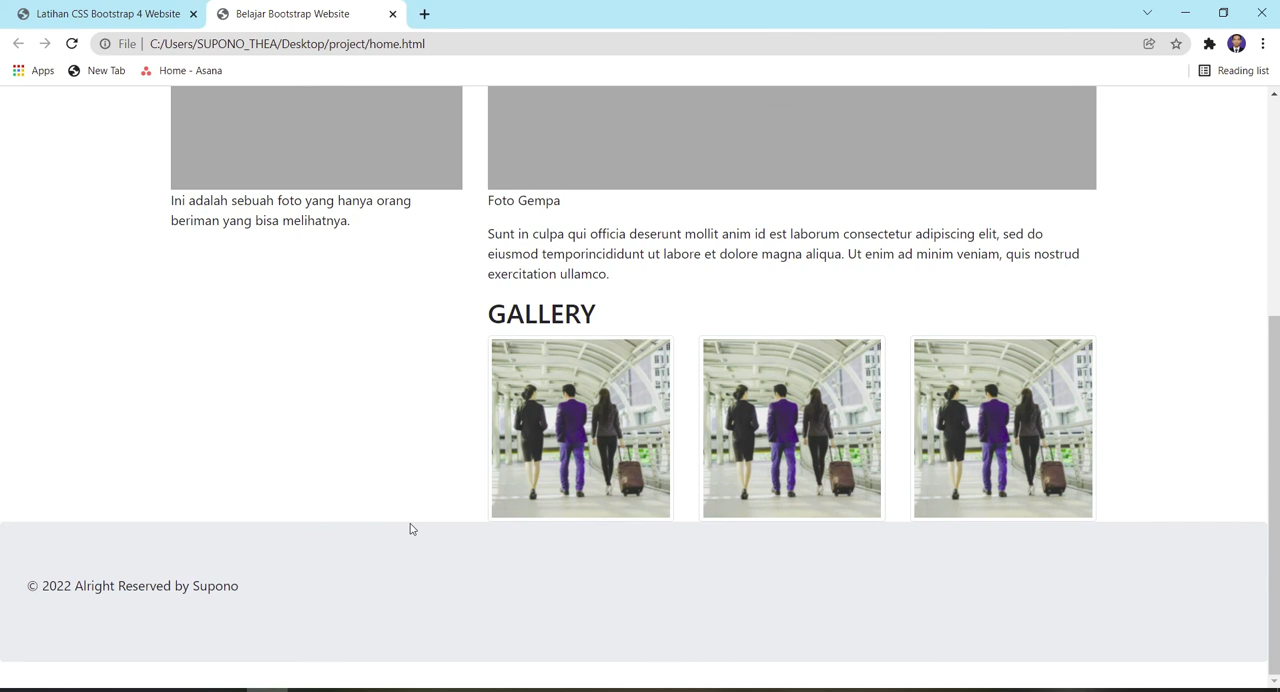 Latihan CSS Bootstrap 4 Website
Belajar Bootstrap Website
File
C:/Users/SUPONO_THEA/Desktop/project/home.html
Apps
New Tab
Home - Asana
Reading list
Ini adalah sebuah foto yang hanya orang
beriman yang bisa melihatnya.
Foto Gempa
Sunt in culpa qui officia deserunt mollit anim id est laborum consectetur adipiscing elit, sed do
eiusmod temporincididunt ut labore et dolore magna aliqua. Ut enim ad minim veniam, quis nostrud
exercitation ullamco.
GALLERY
© 2022 Alright Reserved by Supono